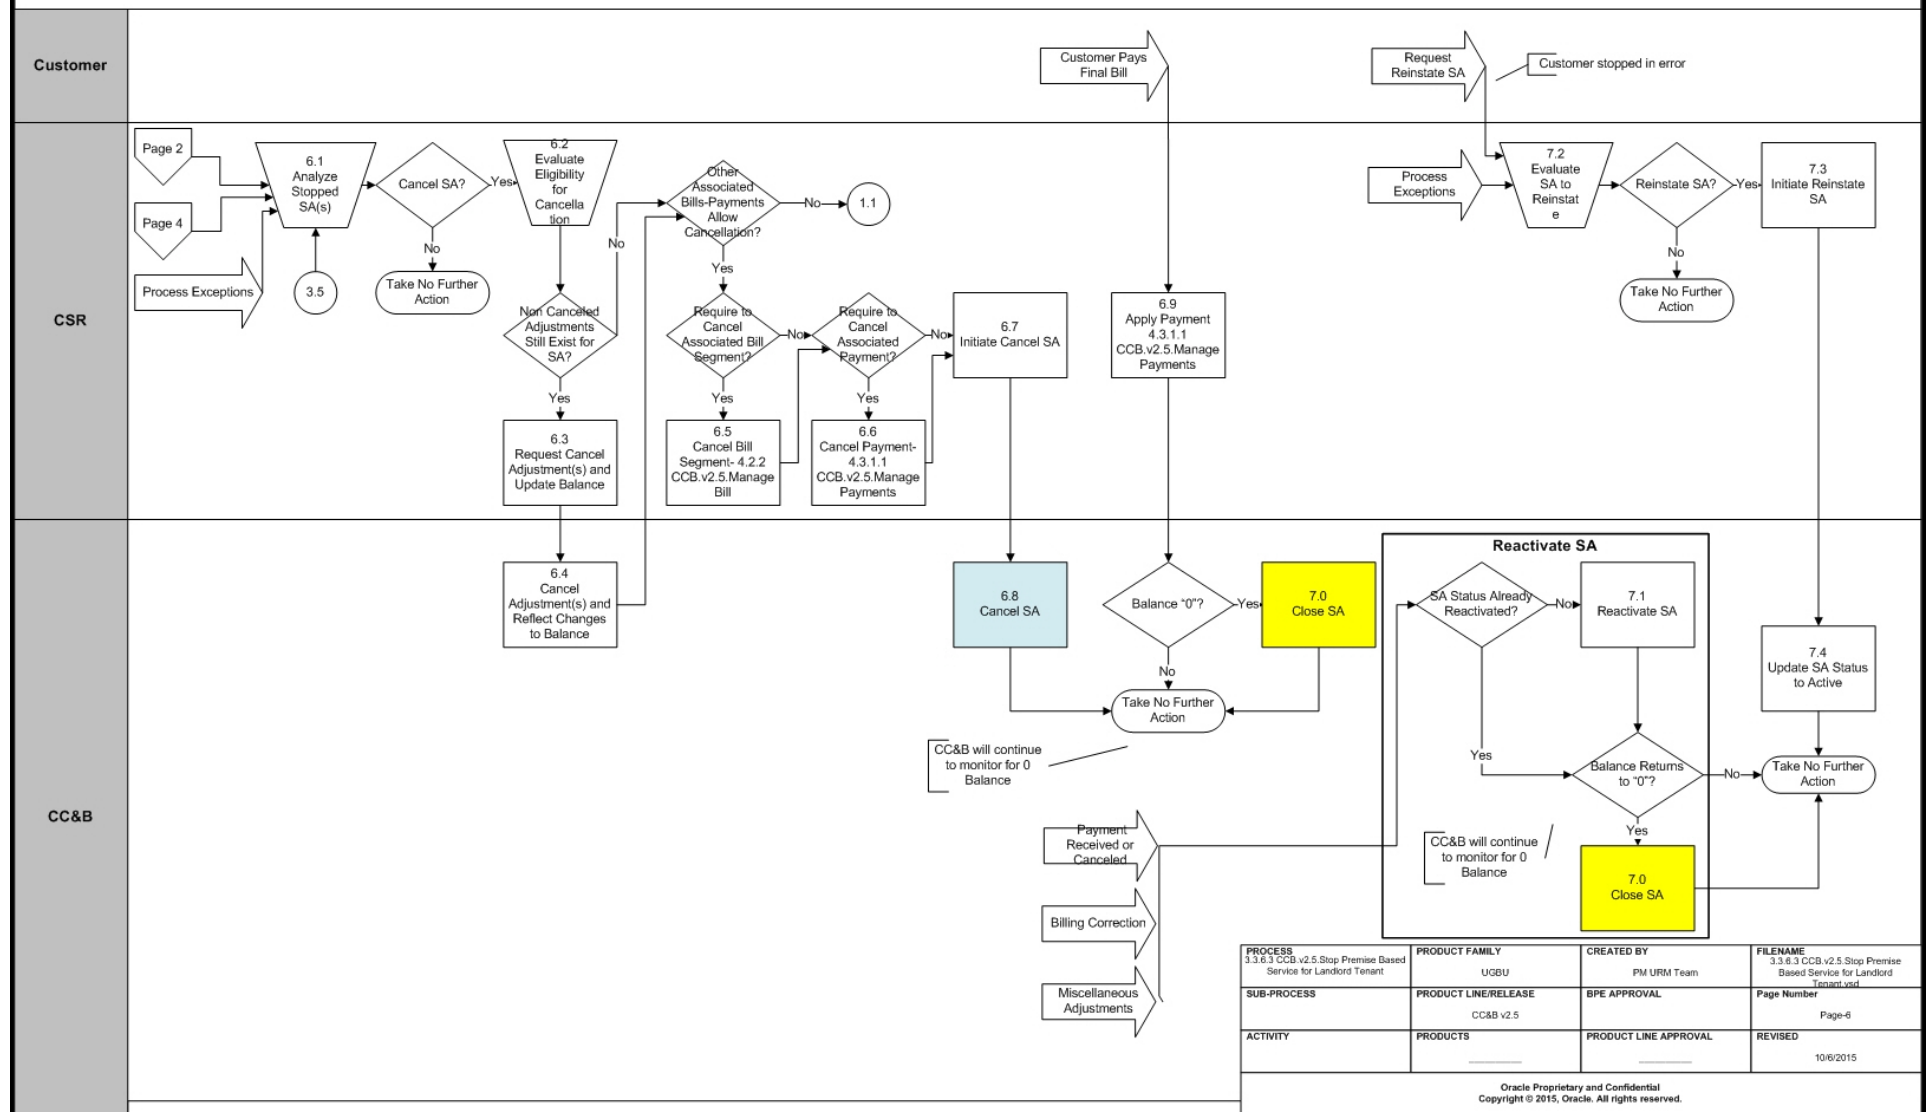 Customer
Customer Pays
Final Bill
Request
Reinstate SA
Customer stopped in error
CSR
Page 2
Page 4
Process Exceptions
3.5
6.1
Analyze
Stopped
SA(s)
Cancel SA?
Yes
No
Take No Further
Action
6.2
Evaluate
Eligibility
for
Cancella
tion
Non Canceled
Adjustments
Still Exist for
SA?
No
Yes
6.3
Request Cancel
Adjustment(s) and
Update Balance
Other
Associated
Bills-Payments
Allow
Cancellation?
No
1.1
Yes
Require to
Cancel
Associated Bill
Segment?
No
Yes
6.5
Cancel Bill
Segment- 4.2.2
CCB.v2.5.Manage
Bill
Require to
Cancel
Associated
Payment?
No
Yes
6.6
Cancel Payment-
4.3.1.1
CCB.v2.5.Manage
Payments
6.7
Initiate Cancel SA
6.9
Apply Payment
4.3.1.1
CCB.v2.5.Manage
Payments
Process
Exceptions
7.2
Evaluate
SA to
Reinstat
e
Reinstate SA?
Yes
No
Take No Further
Action
7.3
Initiate Reinstate
SA
CC&B
6.4
Cancel
Adjustment(s) and
Reflect Changes
to Balance
6.8
Cancel SA
Balance “0”?
Yes
No
7.0
Close SA
Take No Further
Action
CC&B will continue
to monitor for 0
Balance
Payment
Received or
Canceled
Billing Correction
Miscellaneous
Adjustments
Reactivate SA
SA Status Already
Reactivated?
No
Yes
7.1
Reactivate SA
Balance Returns
to “0”?
No
Yes
CC&B will continue
to monitor for 0
Balance
7.0
Close SA
7.4
Update SA Status
to Active
Take No Further
Action
PROCESS
3.3.6.3 CCB.v2.5.Stop Premise Based
Service for Landlord Tenant
PRODUCT FAMILY
UGBU
CREATED BY
PM URM Team
FILENAME
3.3.6.3 CCB.v2.5.Stop Premise
Based Service for Landlord
Tenant.vsd
SUB-PROCESS
PRODUCT LINE/RELEASE
CC&B v2.5
BPE APPROVAL
Page Number
Page-6
ACTIVITY
PRODUCTS
PRODUCT LINE APPROVAL
REVISED
10/6/2015
Oracle Proprietary and Confidential
Copyright © 2015, Oracle. All rights reserved.